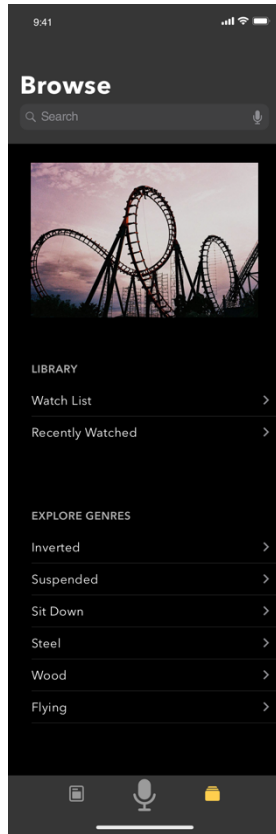 9:41
Browse
Search
LIBRARY
Watch List
Recently Watched
EXPLORE GENRES
Inverted
Suspended
Sit Down
Steel
Wood
Flying